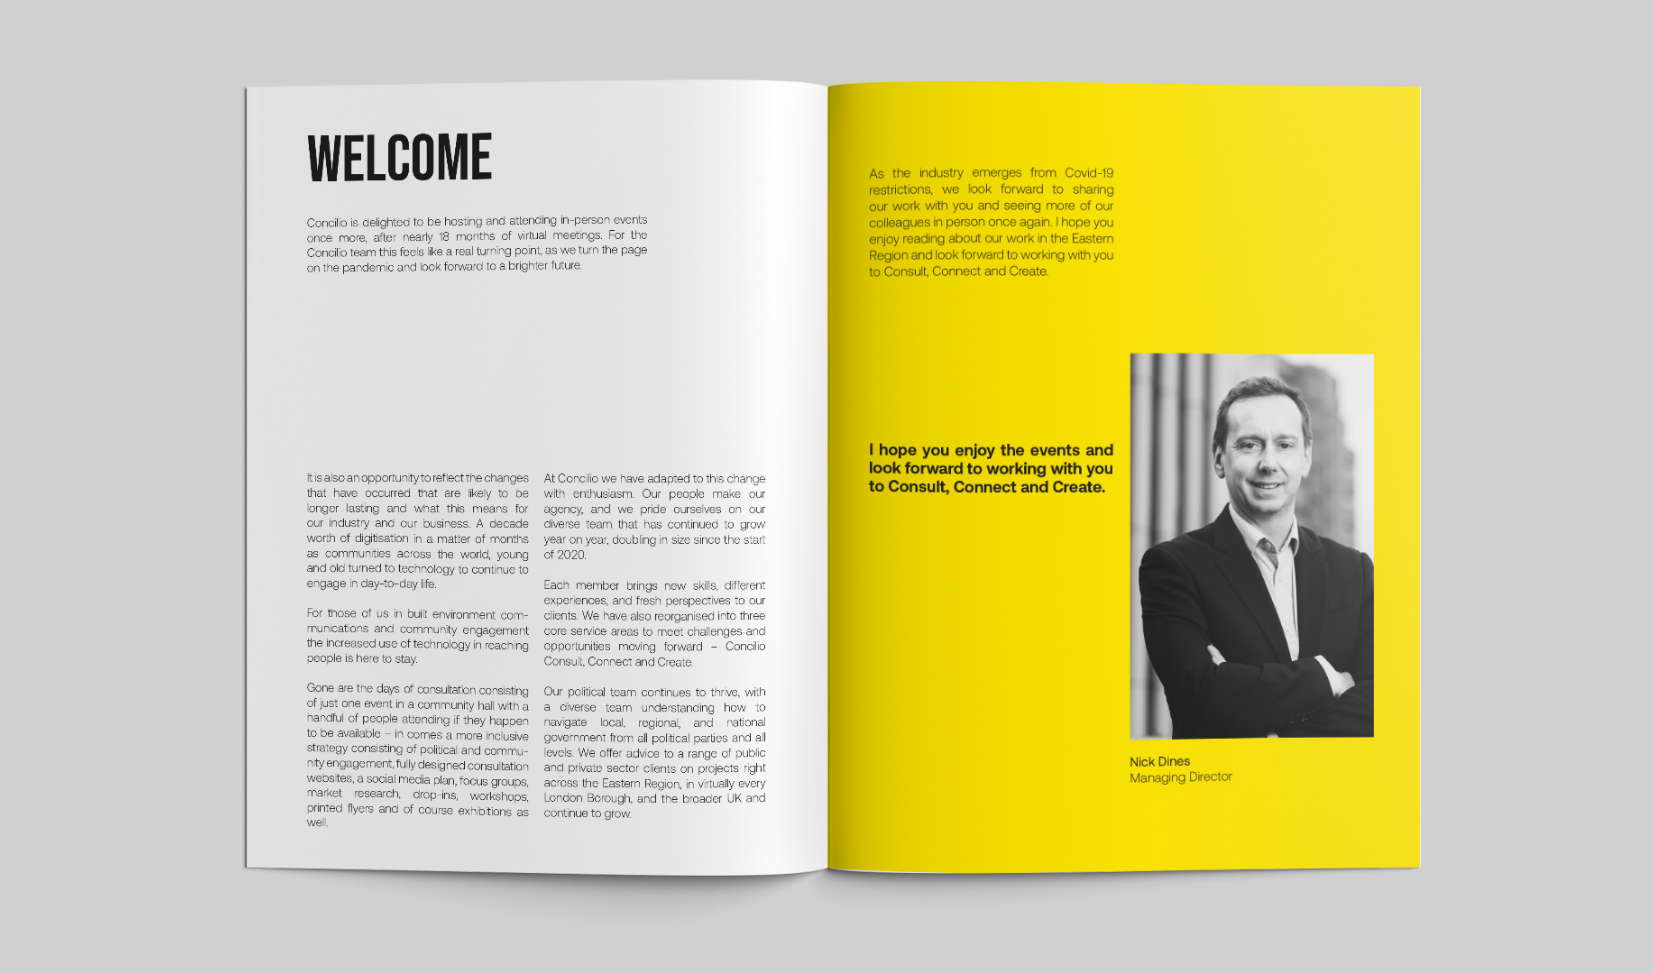 WELCOME
Concilio is delighted to be hosting and attending in-person events
once more, after nearly 18 months of virtual meetings. For the
Concilio team this feels like a real turning point, as we turn the page
on the pandemic and look forward to a brighter future.
It is also an opportunity to reflect the changes
that have occurred that are likely to be
longer lasting and what this means for
our industry and our business. A decade
worth of digitisation in a matter of months
as communities across the world, young
and old turned to technology to continue to
engage in day-to-day life.
For those of us in built environment com-
munications and community engagement
the increased use of technology in reaching
people is here to stay.
Gone are the days of consultation consisting
of just one event in a community hall with a
handful of people attending if they happen
to be available – in comes a more inclusive
strategy consisting of political and commu-
nity engagement, fully designed consultation
websites, a social media plan, focus groups,
market research, drop-ins, workshops,
printed flyers and of course exhibitions as
well.
At Concilio we have adapted to this change
with enthusiasm. Our people make our
agency, and we pride ourselves on our
diverse team that has continued to grow
year on year, doubling in size since the start
of 2020.
Each member brings new skills, different
experiences, and fresh perspectives to our
clients. We have also reorganised into three
core service areas to meet challenges and
opportunities moving forward – Concilio
Consult, Connect and Create.
Our political team continues to thrive, with
a diverse team understanding how to
navigate local, regional, and national
government from all political parties and all
levels. We offer advice to a range of public
and private sector clients on projects right
across the Eastern Region, in virtually every
London Borough, and the broader UK and
continue to grow.
As the industry emerges from Covid-19
restrictions, we look forward to sharing
our work with you and seeing more of our
colleagues in person once again. I hope you
enjoy reading about our work in the Eastern
Region and look forward to working with you
to Consult, Connect and Create.
I hope you enjoy the events and
look forward to working with you
to Consult, Connect and Create.
Nick Dines
Managing Director